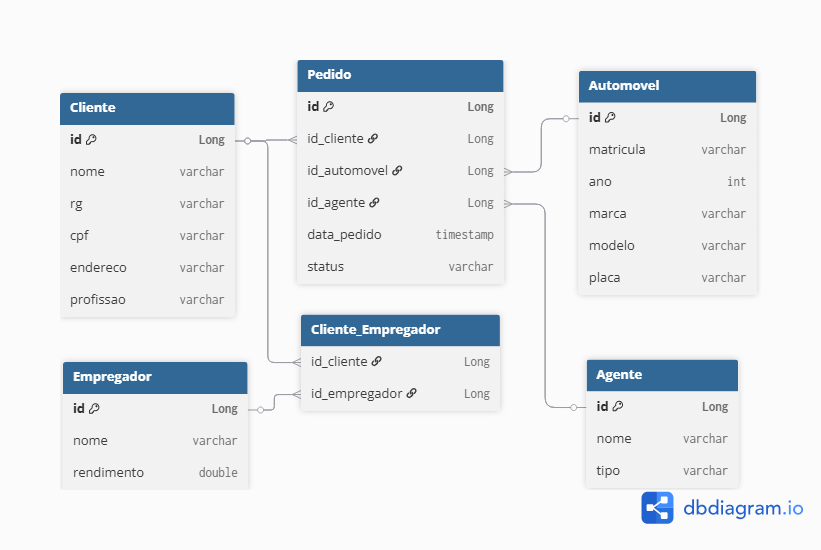 Cliente
id Long
nome varchar
rg varchar
cpf varchar
endereco varchar
profissao varchar
Pedido
id Long
id_cliente Long
id_automovel Long
id_agente Long
data_pedido timestamp
status varchar
Automovel
id Long
matricula varchar
ano int
marca varchar
modelo varchar
placa varchar
Cliente_Empregador
id_cliente Long
id_empregador Long
Empregador
id Long
nome varchar
rendimento double
Agente
id Long
nome varchar
tipo varchar
dbdiagram.io